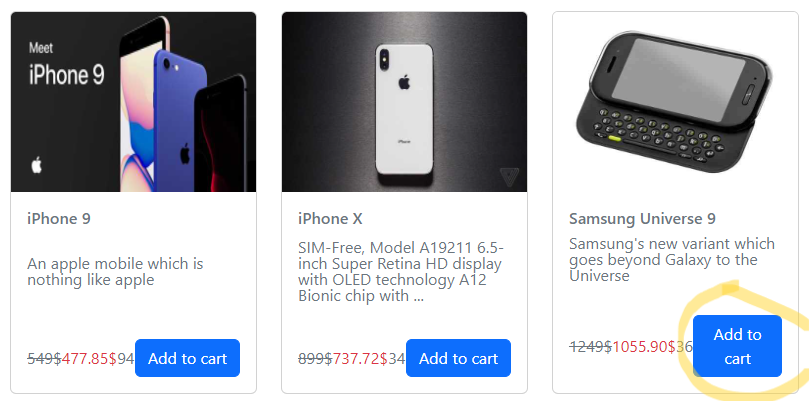 Meet
iPhone 9
iPhone
iPhone 9
An apple mobile which is
nothing like apple
549$477.85$94
Add to cart
iPhone X
SIM-Free, Model A19211 6.5-
inch Super Retina HD display
with OLED technology A12
Bionic chip with ...
899$737.72$34
Add to cart
Samsung Universe 9
Samsung's new variant which
goes beyond Galaxy to the
Universe
1249$1055.90$36
Add to
cart